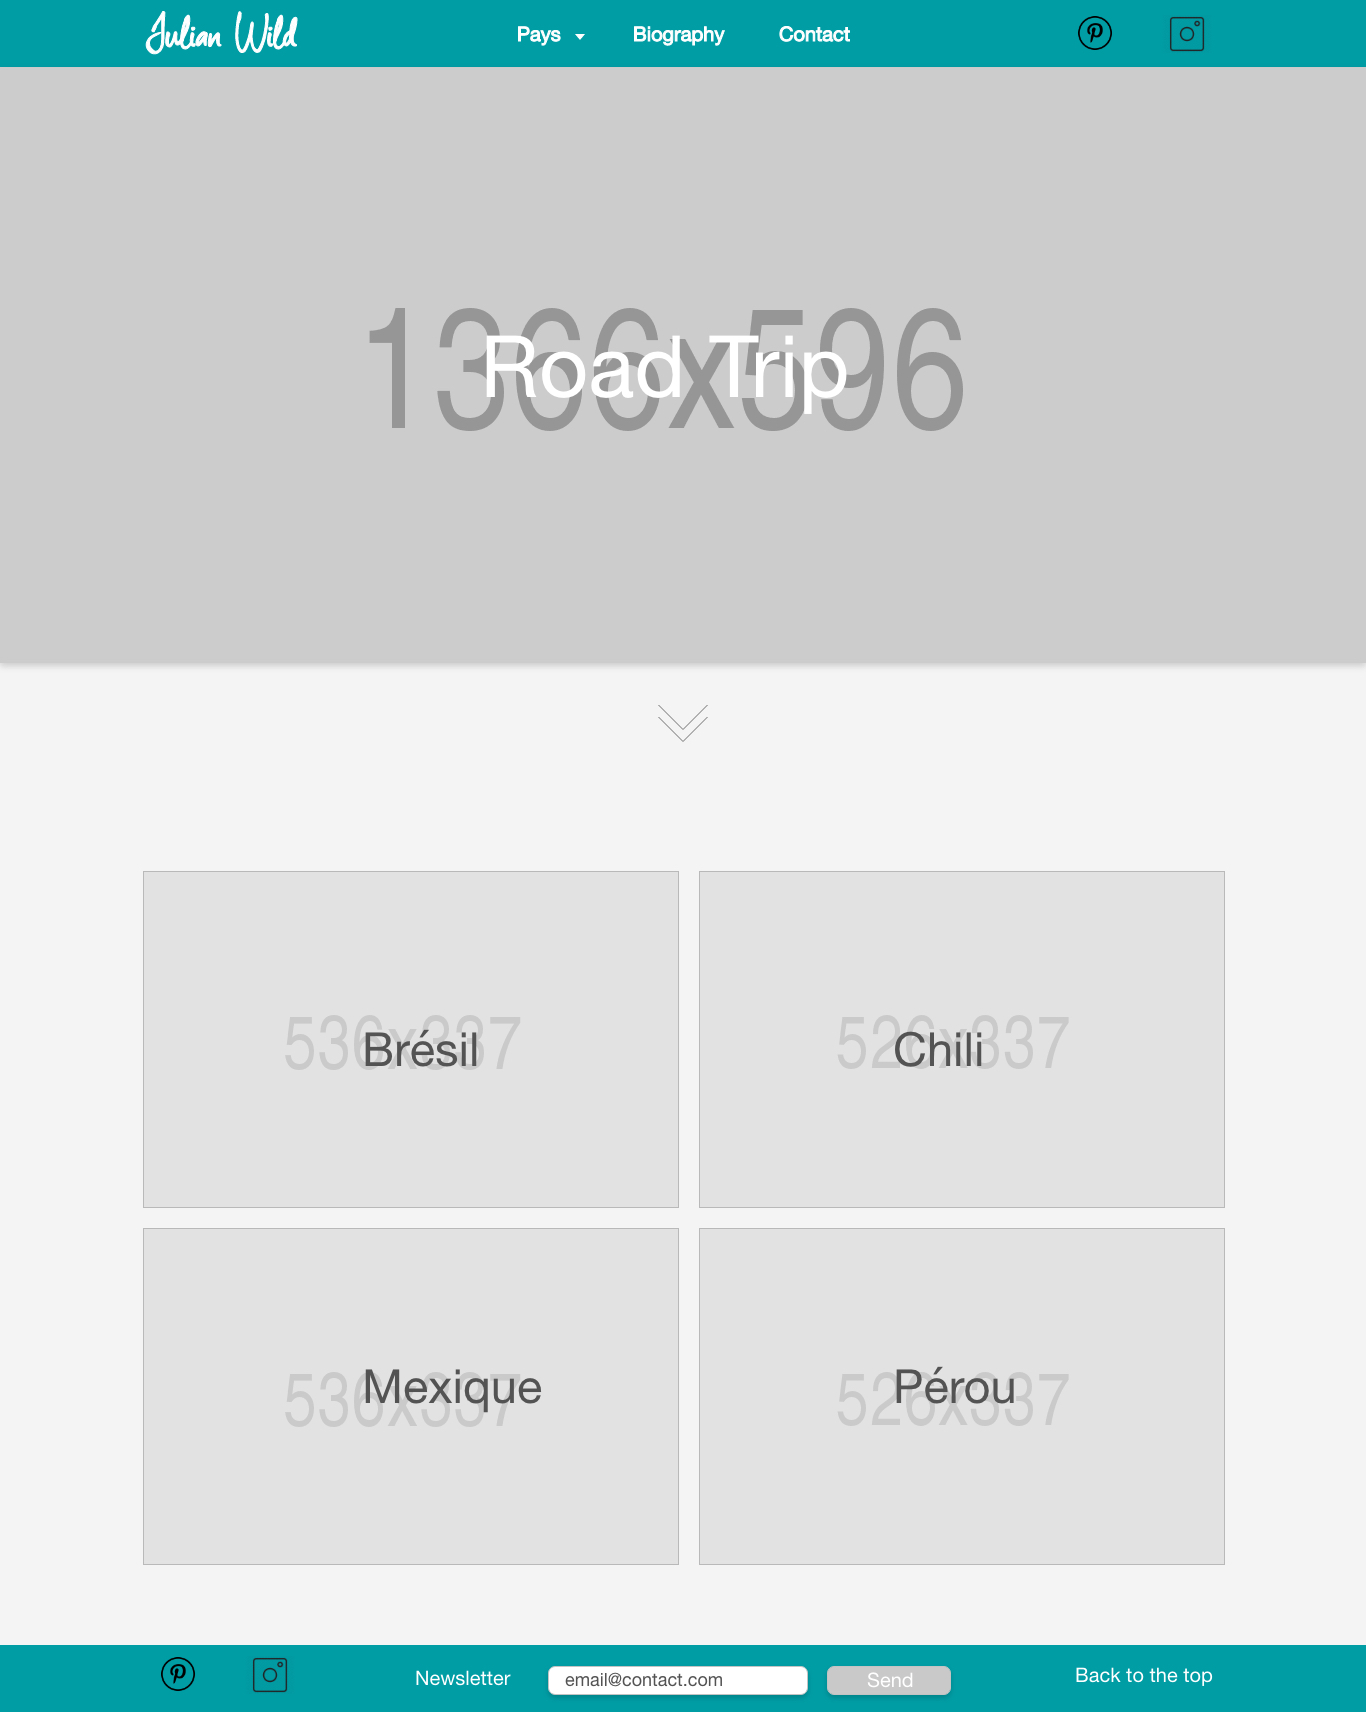 Julian Wild
Pays
Biography
Contact
1366x596
Road Trip
536x337
Brésil
526x337
Chili
536x337
Mexique
526x337
Pérou
Newsletter
email@contact.com
Send
Back to the top